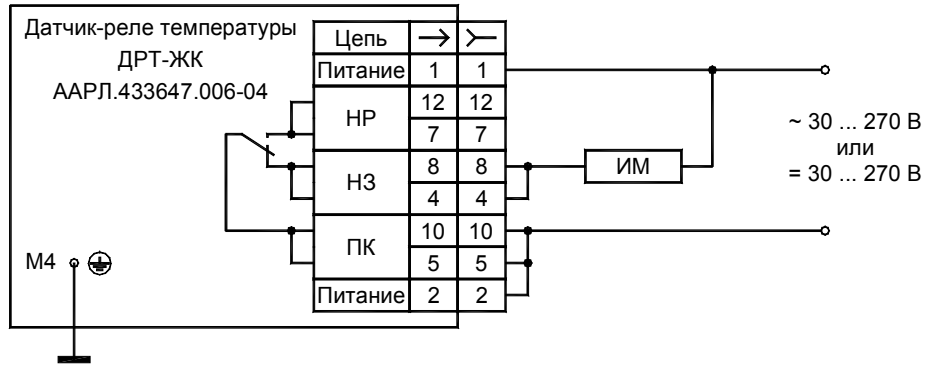 Датчик-реле температуры
ДРТ-ЖК
ААРЛ.433647.006-04
Цепь
Питание 1 1
НР 12 12
7 7
НЗ 8 8
4 4
ПК 10 10
5 5
Питание 2 2
М4
ИМ
~ 30 ... 270 В
или
= 30 ... 270 В